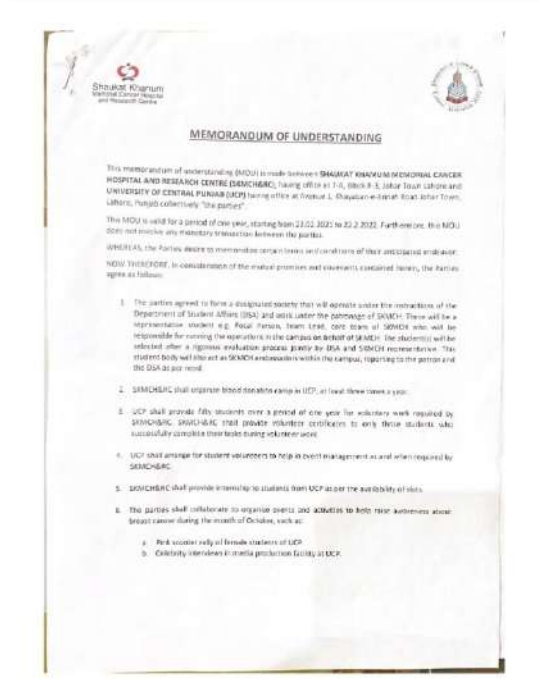 Shaukat Khanum
Memorial Cancer Hospital
and Research Centre
MEMORANDUM OF UNDERSTANDING
This memorandum of understanding (MOU) is made between SHAUKAT KHANUM MEMORIAL CANCER
HOSPITAL AND RESEARCH CENTRE (SKMCH&RC), having office at 7-A, Block R-3, Johar Town Lahore and
UNIVERSITY OF CENTRAL PUNJAB (UCP) having office at Avenue 1, Khayaban-e-Jinnah Road Johar Town,
Lahore, Punjab collectively "the parties".
This MOU is valid for a period of one year, starting from 23.02.2021 to 22.2.2022. Furthermore, this MOU
does not involve any monetary transaction between the parties.
WHEREAS, the Parties desire to memorialize certain terms and conditions of their anticipated endeavor;
NOW THEREFORE, in consideration of the mutual promises and covenants contained herein, the Parties
agree as follows:
1. The parties agreed to form a designated society that will operate under the instructions of the
Department of Student Affairs (DSA) and work under the patronage of SKMCH. There will be a
representative student e.g. Focal Person, Team Lead, core team of SKMCH who will be
responsible for running the operations in the campus on behalf of SKMCH. The student(s) will be
selected after a rigorous evaluation process jointly by DSA and SKMCH representative. This
student body will also act as SKMCH ambassadors within the campus, reporting to the patron and
the DSA as per need.
2. SKMCH&RC shall organize blood donation camp in UCP, at least three times a year.
3. UCP shall provide fifty students over a period of one year for voluntary work required by
SKMCH&RC. SKMCH&RC shall provide volunteer certificates to only those students who
successfully complete their tasks during volunteer work.
4. UCP shall arrange for student volunteers to help in event management as and when required by
SKMCH&RC.
5. SKMCH&RC shall provide internship to students from UCP as per the availability of slots.
6. The parties shall collaborate to organize events and activities to help raise awareness about
breast cancer during the month of October, such as:
a. Pink scooter rally of female students of UCP
b. Celebrity interviews in media production facility at UCP.